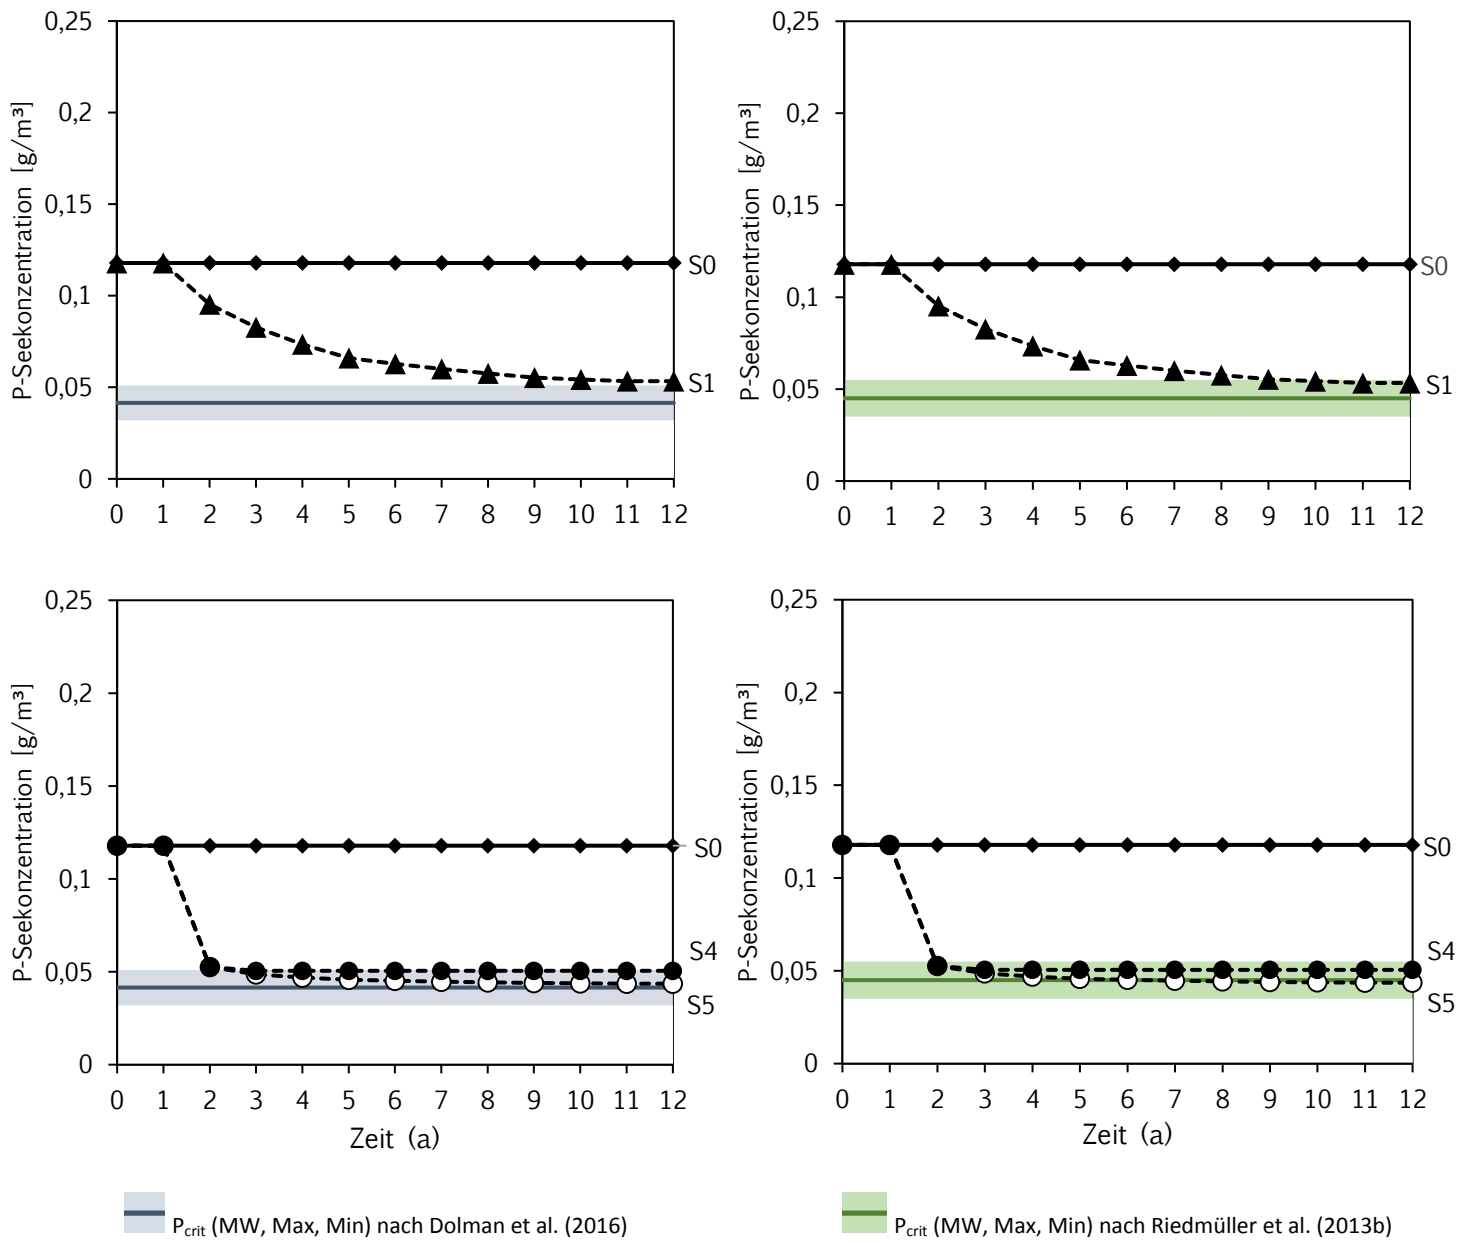 P-Seekonzentration [g/m³]
0,25
0,2
0,15
0,1
0,05
0
S0
S1
0 1 2 3 4 5 6 7 8 9 10 11 12
P-Seekonzentration [g/m³]
0,25
0,2
0,15
0,1
0,05
0
S0
S1
0 1 2 3 4 5 6 7 8 9 10 11 12
P-Seekonzentration [g/m³]
0,25
0,2
0,15
0,1
0,05
0
S0
S4
S5
0 1 2 3 4 5 6 7 8 9 10 11 12
Zeit (a)
P-Seekonzentration [g/m³]
0,25
0,2
0,15
0,1
0,05
0
S0
S4
S5
0 1 2 3 4 5 6 7 8 9 10 11 12
Zeit (a)
Pcrit (MW, Max, Min) nach Dolman et al. (2016)
Pcrit (MW, Max, Min) nach Riedmüller et al. (2013b)